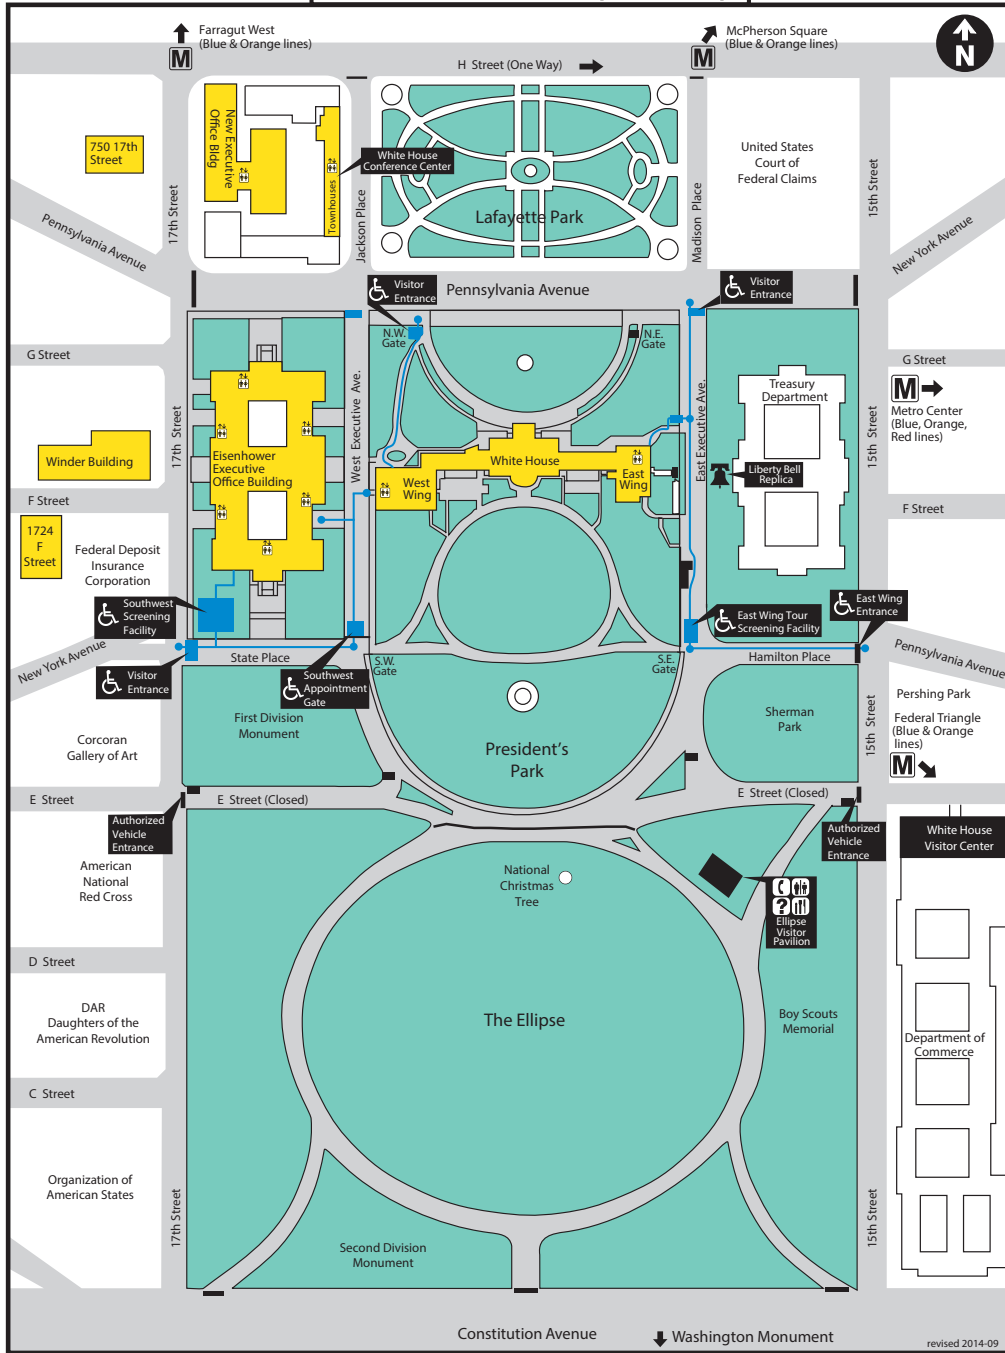 Farragut West
(Blue & Orange lines)
M
McPherson Square
(Blue & Orange lines)
M
N
H Street (One Way)
750 17th
Street
New Executive
Office Bldg
Townhouses
White House
Conference Center
Jackson Place
Lafayette Park
Madison Place
United States
Court of
Federal Claims
17th Street
15th Street
Pennsylvania Avenue
New York Avenue
Visitor
Entrance
Pennsylvania Avenue
Visitor
Entrance
N.W.
Gate
N.E.
Gate
G Street
G Street
M
Metro Center
(Blue, Orange,
Red lines)
17th Street
West Executive Ave.
East Executive Ave.
15th Street
Treasury
Department
Winder Building
Eisenhower
Executive
Office Building
White House
West
Wing
East
Wing
Liberty Bell
Replica
F Street
F Street
1724
F
Street
Federal Deposit
Insurance
Corporation
Southwest
Screening
Facility
East Wing Tour
Screening Facility
East Wing
Entrance
New York Avenue
State Place
Hamilton Place
Pennsylvania Avenue
Visitor
Entrance
Southwest
Appointment
Gate
S.W.
Gate
S.E.
Gate
First Division
Monument
President's
Park
Sherman
Park
15th Street
Pershing Park
Federal Triangle
(Blue & Orange
lines)
M
Corcoran
Gallery of Art
E Street
E Street (Closed)
E Street (Closed)
Authorized
Vehicle
Entrance
Authorized
Vehicle
Entrance
White House
Visitor Center
American
National
Red Cross
National
Christmas
Tree
?
Ellipse
Visitor
Pavilion
D Street
DAR
Daughters of the
American Revolution
The Ellipse
Boy Scouts
Memorial
Department of
Commerce
C Street
Organization of
American States
17th Street
15th Street
Second Division
Monument
Constitution Avenue
Washington Monument
revised 2014-09